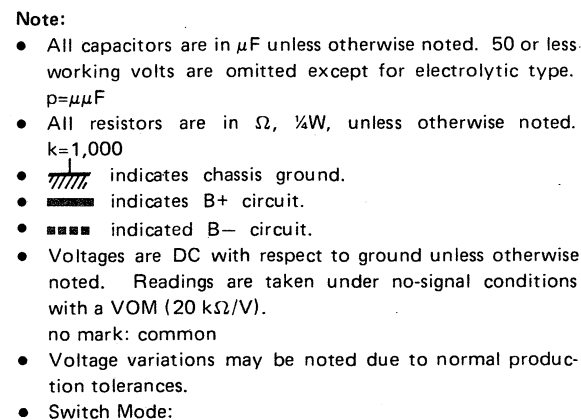 Note:
● All capacitors are in μF unless otherwise noted. 50 or less
working volts are omitted except for electrolytic type.
p=μμF
● All resistors are in Ω, ¼W, unless otherwise noted.
k=1,000
● indicates chassis ground.
● indicates B+ circuit.
● indicated B— circuit.
● Voltages are DC with respect to ground unless otherwise
noted. Readings are taken under no-signal conditions
with a VOM (20 kΩ/V).
no mark: common
● Voltage variations may be noted due to normal produc-
tion tolerances.
● Switch Mode: